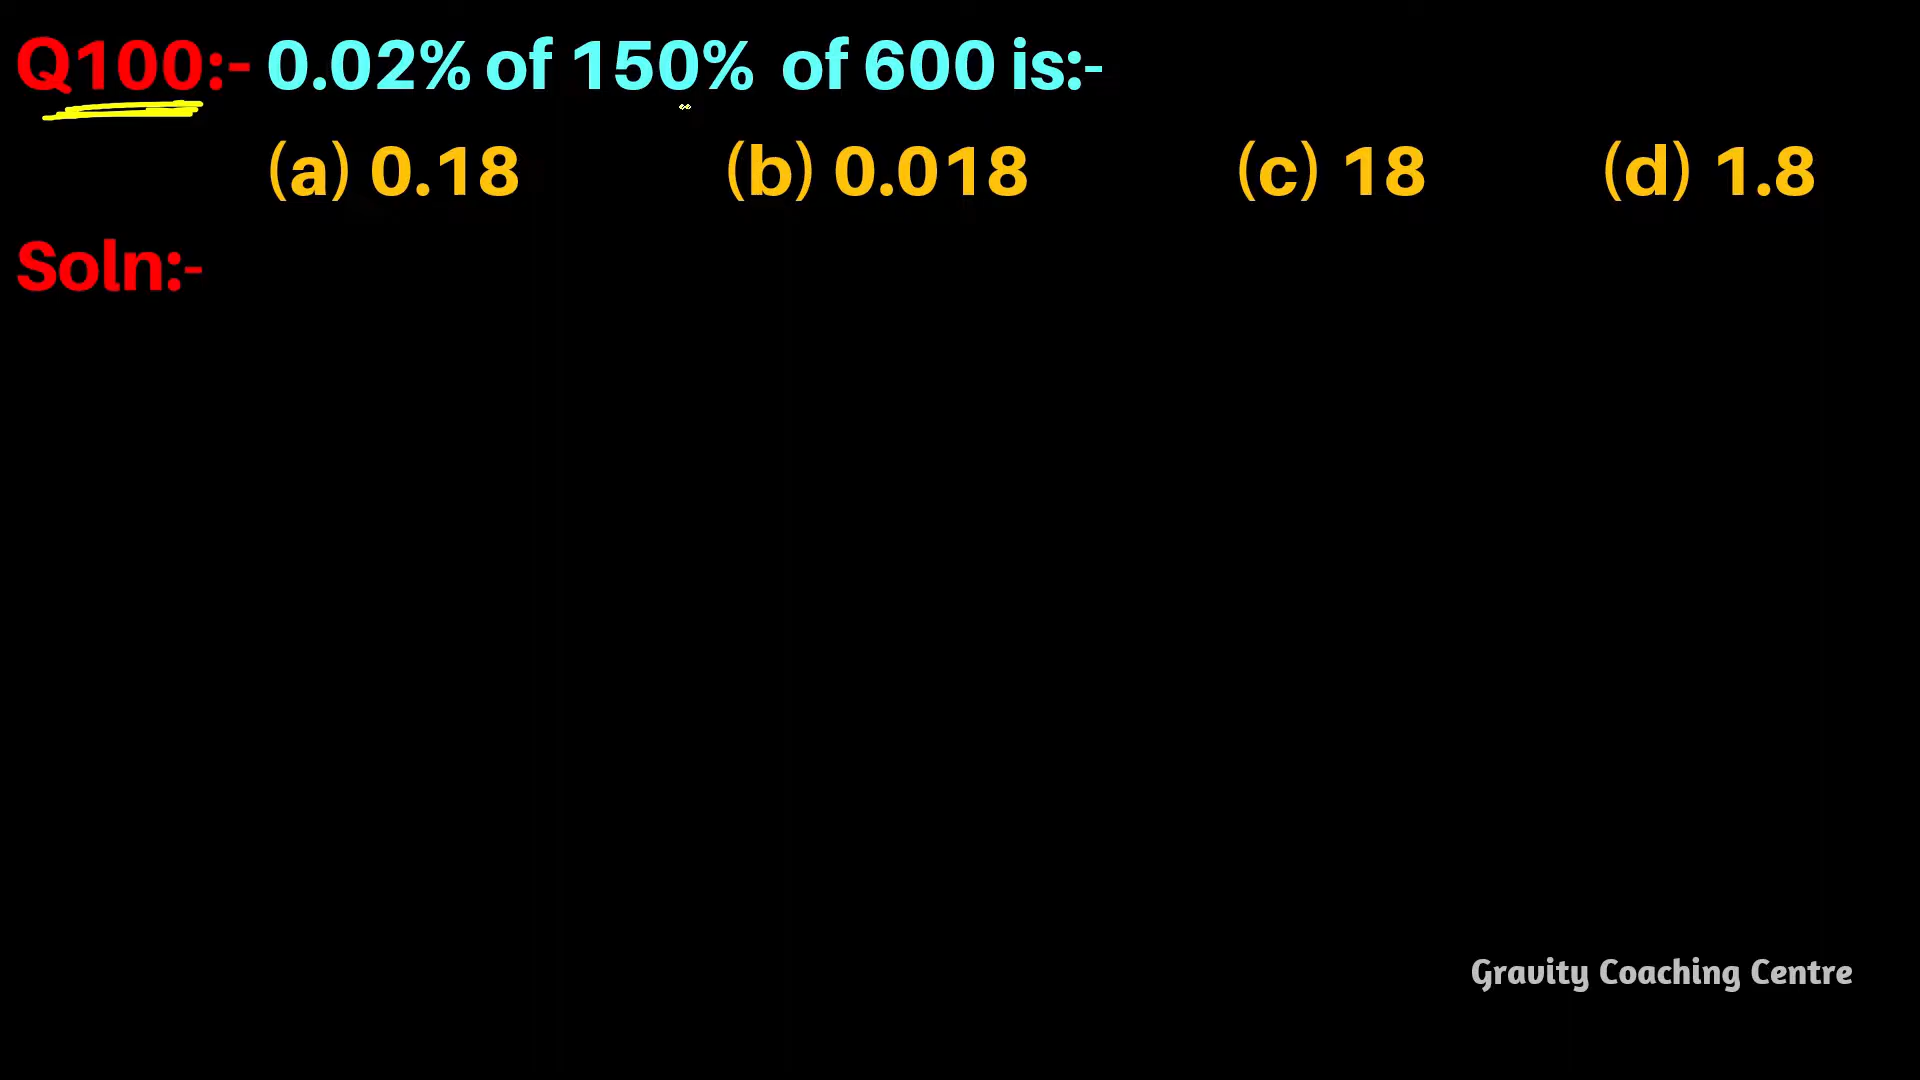 Q100:- 0.02% of 150% of 600 is:-
(a) 0.18 (b) 0.018 (c) 18 (d) 1.8
Soln:-
Gravity Coaching Centre